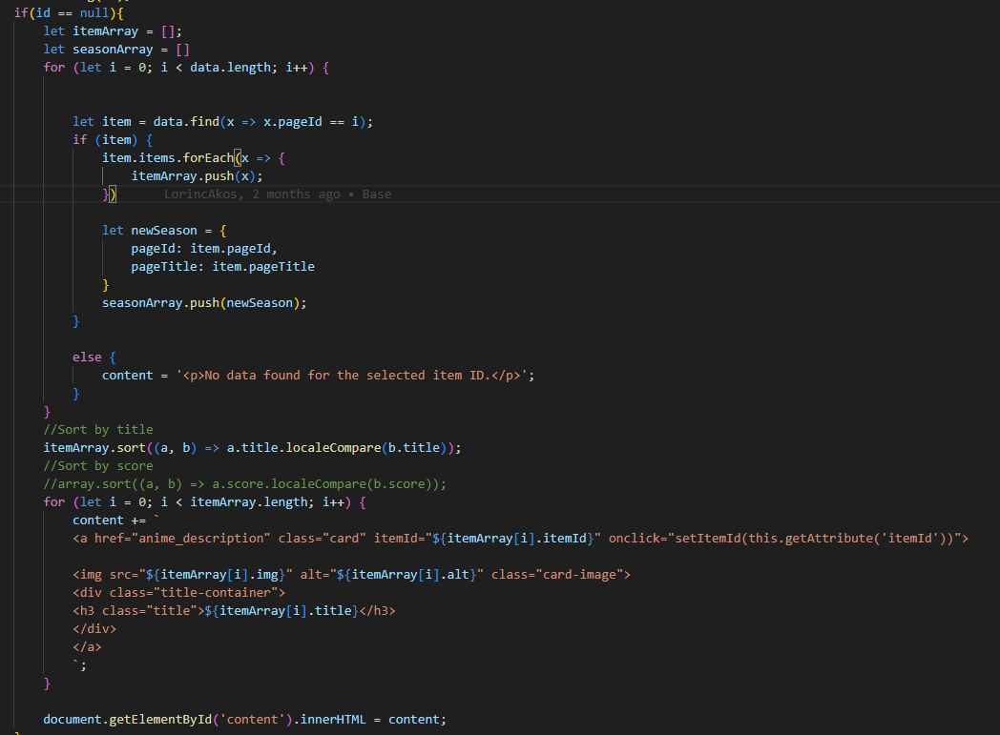 if(id == null){
let itemArray = [];
let seasonArray = []
for (let i = 0; i < data.length; i++) {
let item = data.find(x => x.pageId == i);
if (item) {
item.items.forEach(x => {
itemArray.push(x);
}) LorincAkos, 2 months ago • Base
let newSeason = {
pageId: item.pageId,
pageTitle: item.pageTitle
}
seasonArray.push(newSeason);
}
else {
content = '<p>No data found for the selected item ID.</p>';
}
}
//Sort by title
itemArray.sort((a, b) => a.title.localeCompare(b.title));
//Sort by score
//array.sort((a, b) => a.score.localeCompare(b.score));
for (let i = 0; i < itemArray.length; i++) {
content += `
<a href="anime_description" class="card" itemId="${itemArray[i].itemId}" onclick="setItemId(this.getAttribute('itemId'))">
<img src="${itemArray[i].img}" alt="${itemArray[i].alt}" class="card-image">
<div class="title-container">
<h3 class="title">${itemArray[i].title}</h3>
</div>
</a>
`;
}
document.getElementById('content').innerHTML = content;